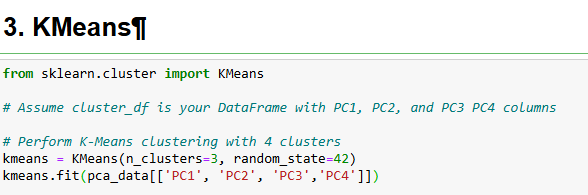 3. KMeans¶
from sklearn.cluster import KMeans
# Assume cluster_df is your DataFrame with PC1, PC2, and PC3 PC4 columns
# Perform K-Means clustering with 4 clusters
kmeans = KMeans(n_clusters=3, random_state=42)
kmeans.fit(pca_data[['PC1', 'PC2', 'PC3','PC4']])